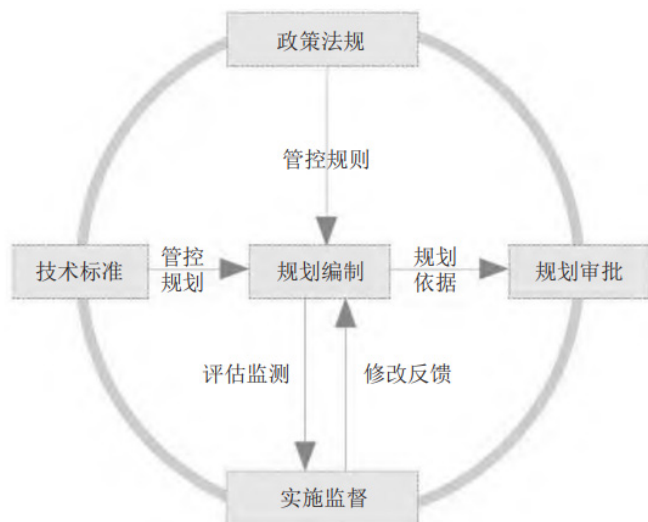 政策法规
管控规则
技术标准
管控
规划
规划编制
规划
依据
规划审批
评估监测
修改反馈
实施监督